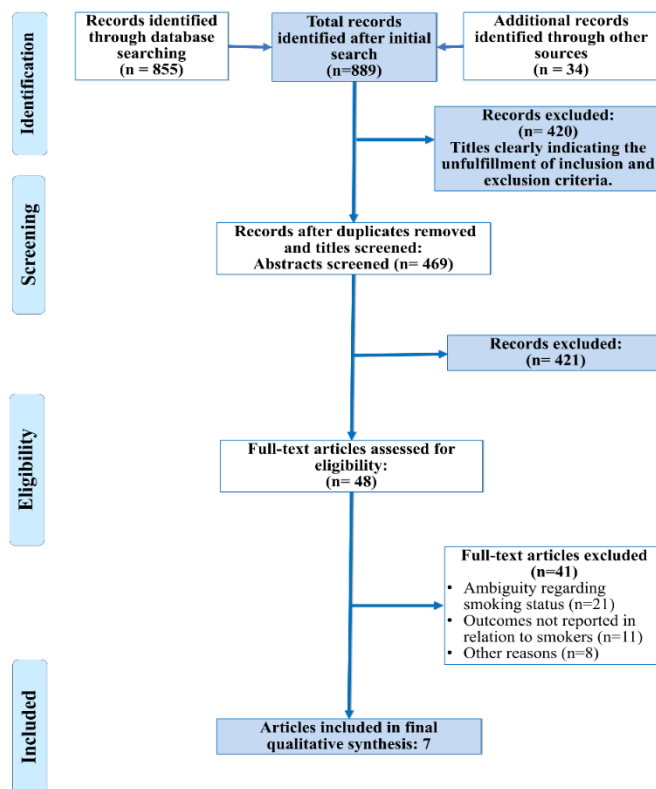 Identification
Records identified
through database
searching
(n = 855)
Total records
identified after initial
search
(n=889)
Additional records
identified through other
sources
(n = 34)
Records excluded:
(n= 420)
Titles clearly indicating the
unfulfillment of inclusion and
exclusion criteria.
Screening
Records after duplicates removed
and titles screened:
Abstracts screened (n= 469)
Records excluded:
(n= 421)
Eligibility
Full-text articles assessed for
eligibility:
(n= 48)
Full-text articles excluded
(n=41)
• Ambiguity regarding
smoking status (n=21)
• Outcomes not reported in
relation to smokers (n=11)
• Other reasons (n=8)
Included
Articles included in final
qualitative synthesis: 7